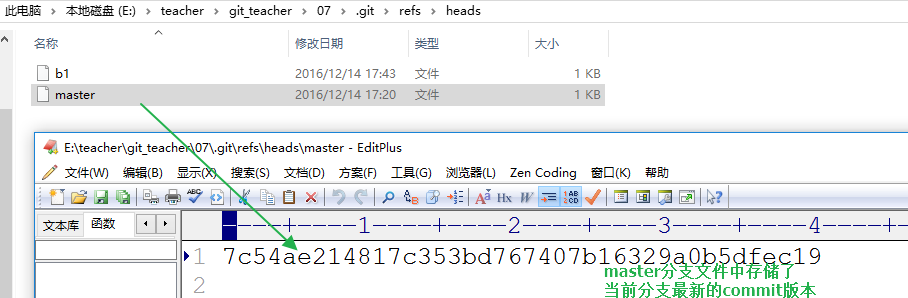 此电脑 > 本地磁盘 (E:) > teacher > git_teacher > 07 > .git > refs > heads
名称 修改日期 类型 大小
b1 2016/12/14 17:43 文件 1 KB
master 2016/12/14 17:20 文件 1 KB
E:\teacher\git_teacher\07\.git\refs\heads\master - EditPlus
文件(W) 编辑(B) 显示(X) 搜索(S) 文档(D) 方案(F) 工具(G) 浏览器(L) Zen Coding 窗口(K) 帮助
文本库 函数
----+----1----+----2----+----3----+----4----+
1 7c54ae214817c353bd767407b16329a0b5dfec19
2
master分支文件中存储了
当前分支最新的commit版本